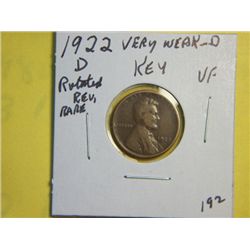 1922 VERY WEAK-D
D KEY
Rotated VF
REV,
RARE
192